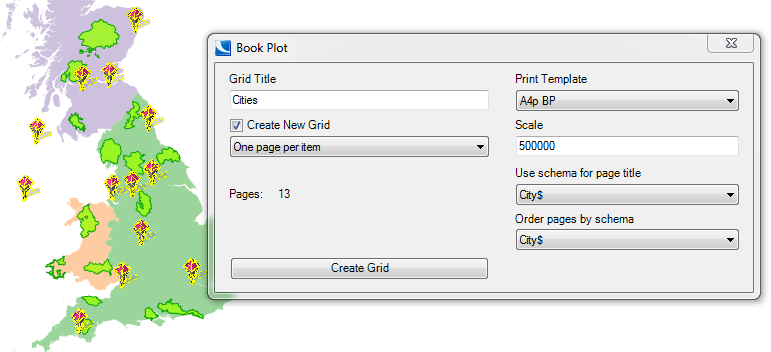 Book Plot
Grid Title
Cities
Create New Grid
One page per item
Pages: 13
Create Grid
Print Template
A4p BP
Scale
500000
Use schema for page title
City$
Order pages by schema
City$